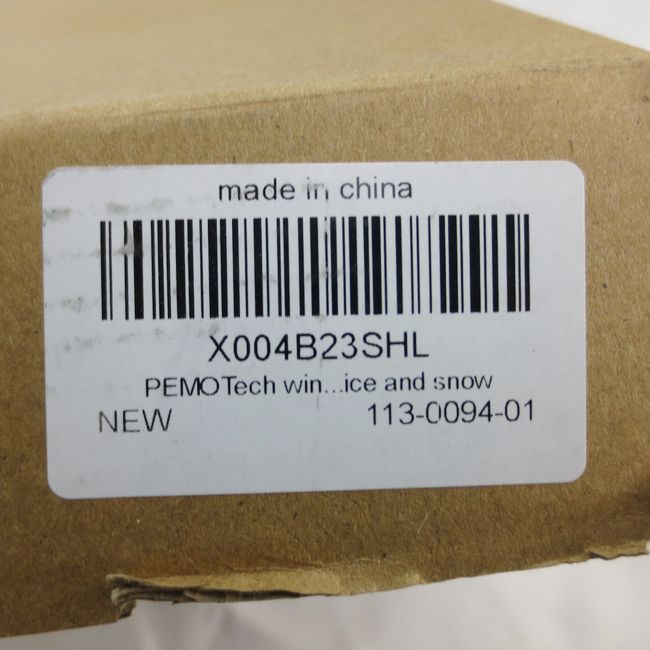 made in china
X004B23SHL
PEMOTech win...ice and snow
NEW 113-0094-01